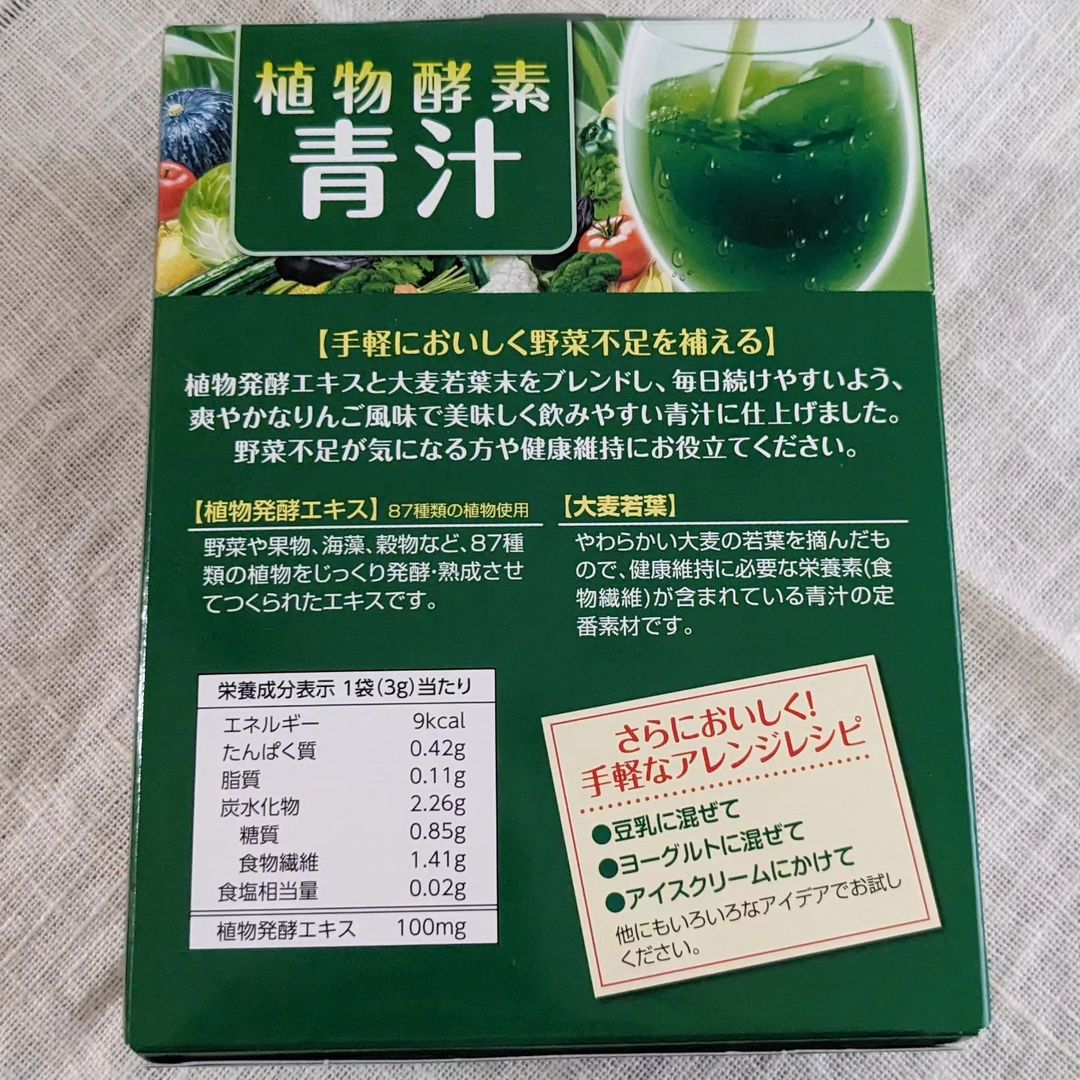 植物酵素
青汁
【手軽においしく野菜不足を補える】
植物発酵エキスと大麦若葉末をブレンドし、毎日続けやすいよう、
爽やかなりんご風味で美味しく飲みやすい青汁に仕上げました。
野菜不足が気になる方や健康維持にお役立てください。
【植物発酵エキス】87種類の植物使用
野菜や果物、海藻、穀物など、87種
類の植物をじっくり発酵・熟成させ
てつくられたエキスです。
【大麦若葉】
やわらかい大麦の若葉を摘んだも
ので、健康維持に必要な栄養素(食
物繊維)が含まれている青汁の定
番素材です。
栄養成分表示 1袋(3g)当たり
エネルギー 9kcal
たんぱく質 0.42g
脂質 0.11g
炭水化物 2.26g
糖質 0.85g
食物繊維 1.41g
食塩相当量 0.02g
植物発酵エキス 100mg
さらにおいしく!
手軽なアレンジレシピ
●豆乳に混ぜて
●ヨーグルトに混ぜて
●アイスクリームにかけて
他にもいろいろなアイデアでお試し
ください。